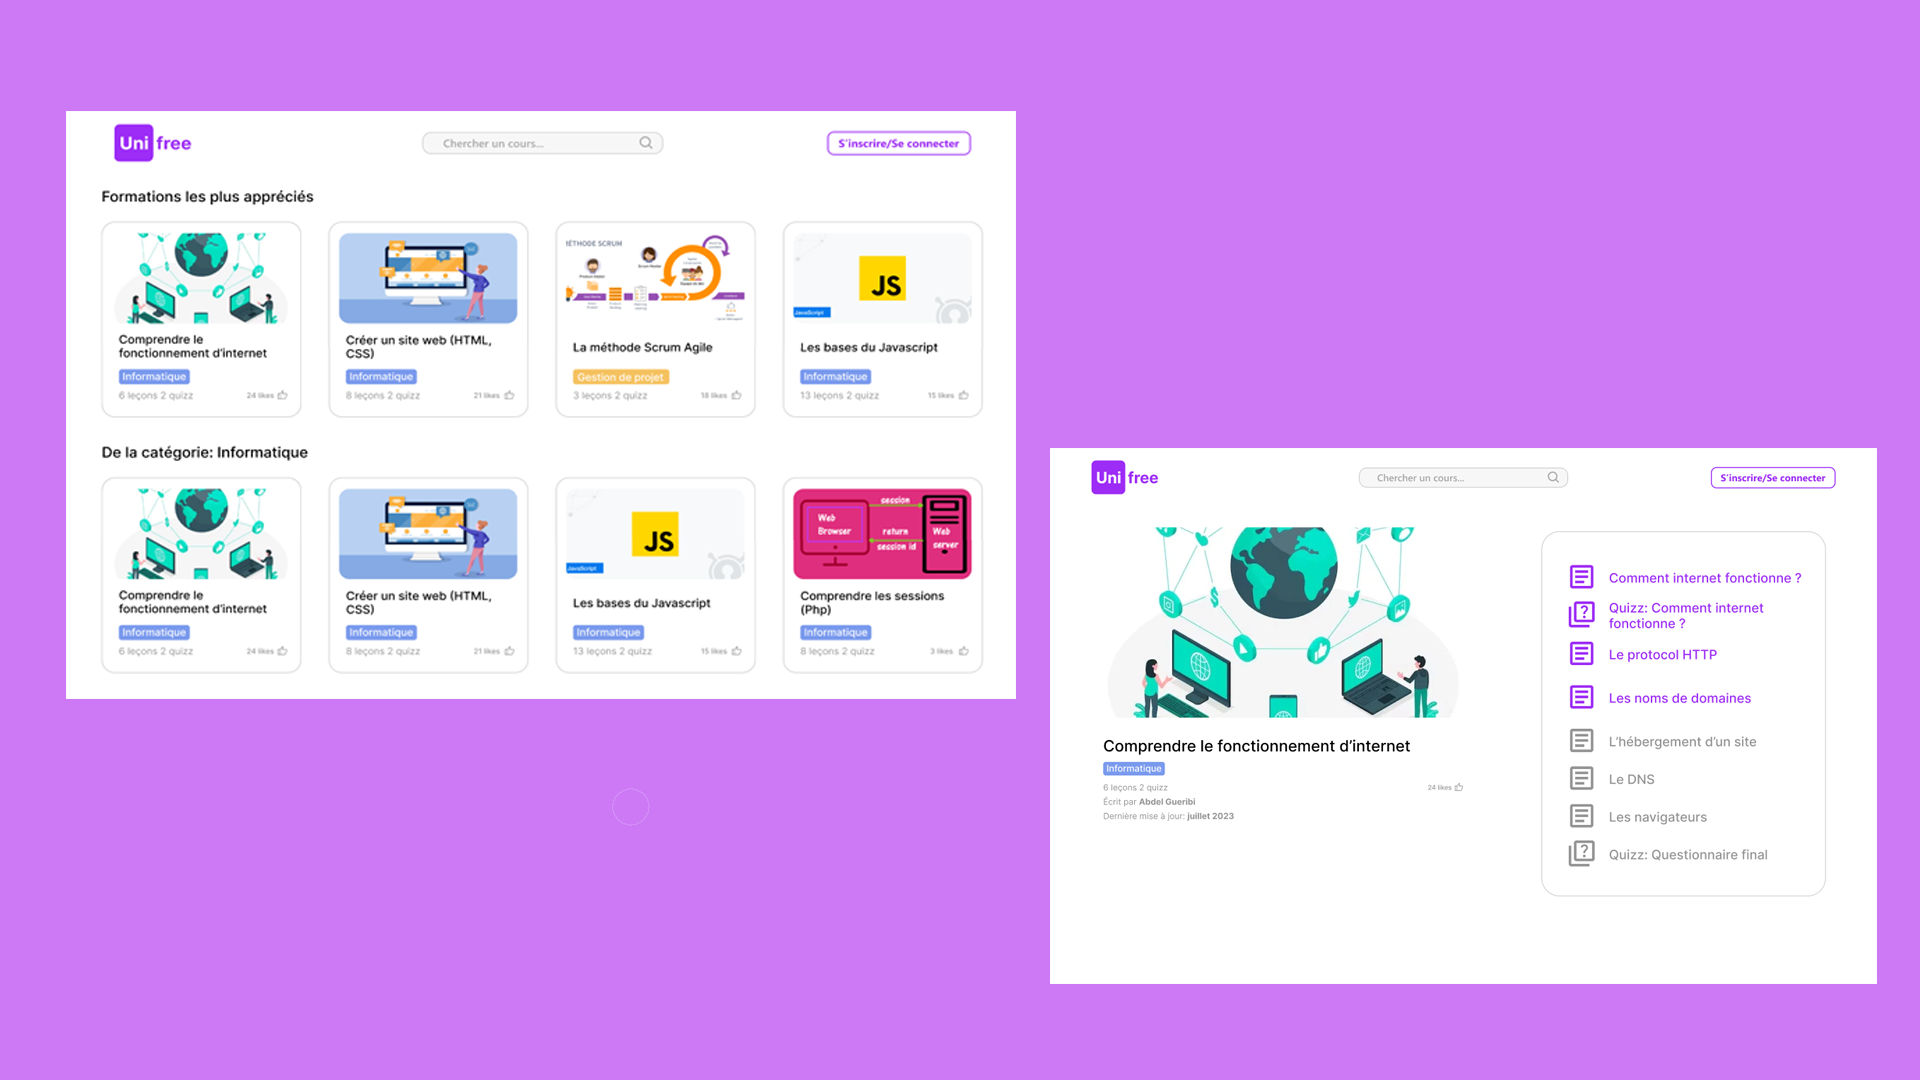 Uni free
Chercher un cours...
S'inscrire/Se connecter
Formations les plus appréciés
ÉTHODE SCRUM
JS
JavaScript
Comprendre le
fonctionnement d'internet
Informatique
6 leçons 2 quizz
24 likes
Créer un site web (HTML,
CSS)
Informatique
8 leçons 2 quizz
21 likes
La méthode Scrum Agile
Gestion de projet
3 leçons 2 quizz
18 likes
Les bases du Javascript
Informatique
13 leçons 2 quizz
15 likes
De la catégorie: Informatique
JS
JavaScript
Web
Browser
session
return
session id
Web
server
Comprendre le
fonctionnement d'internet
Informatique
6 leçons 2 quizz
24 likes
Créer un site web (HTML,
CSS)
Informatique
8 leçons 2 quizz
21 likes
Les bases du Javascript
Informatique
13 leçons 2 quizz
15 likes
Comprendre les sessions
(Php)
Informatique
8 leçons 2 quizz
3 likes
Uni free
Chercher un cours...
S'inscrire/Se connecter
Comprendre le fonctionnement d'internet
Informatique
6 leçons 2 quizz
24 likes
Écrit par Abdel Gueribi
Dernière mise à jour: juillet 2023
Comment internet fonctionne ?
Quizz: Comment internet
fonctionne ?
Le protocol HTTP
Les noms de domaines
L'hébergement d'un site
Le DNS
Les navigateurs
Quizz: Questionnaire final